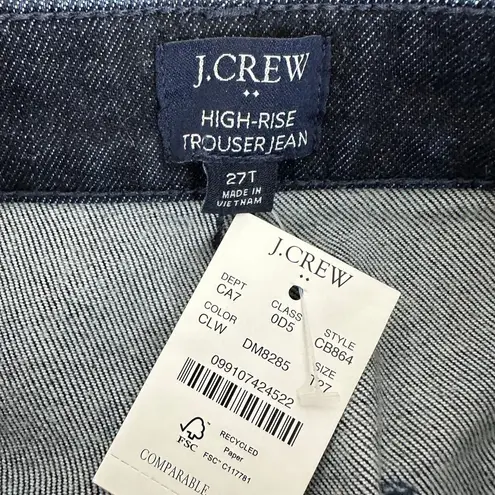 J.CREW
HIGH-RISE
TROUSER JEAN
27T
MADE IN
VIETNAM
J.CREW
DEPT CLASS STYLE
CA7 0D5 CB864
COLOR SIZE
CLW DM8285
099107424522
FSC
RECYCLED
Paper
FSC™ C117781
COMPARABLE